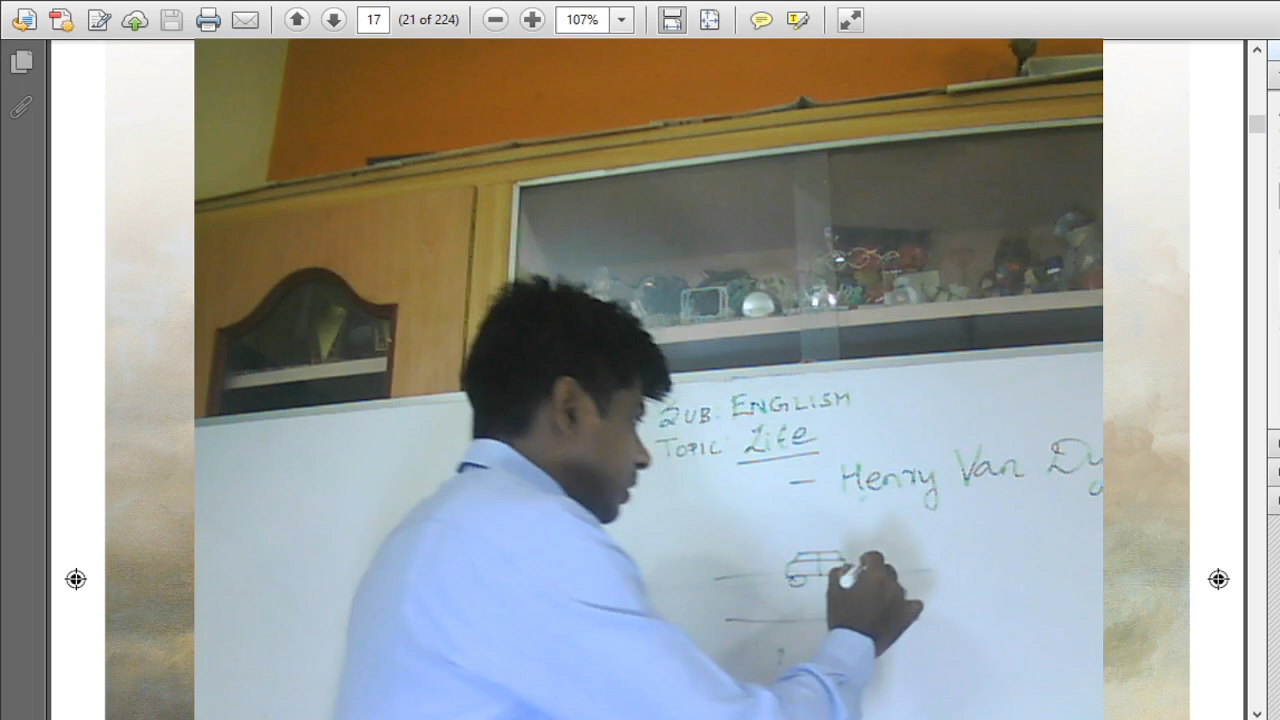 17 (21 of 224) 107%
SUB: ENGLISH
TOPIC: Life
— Henry Van Dy